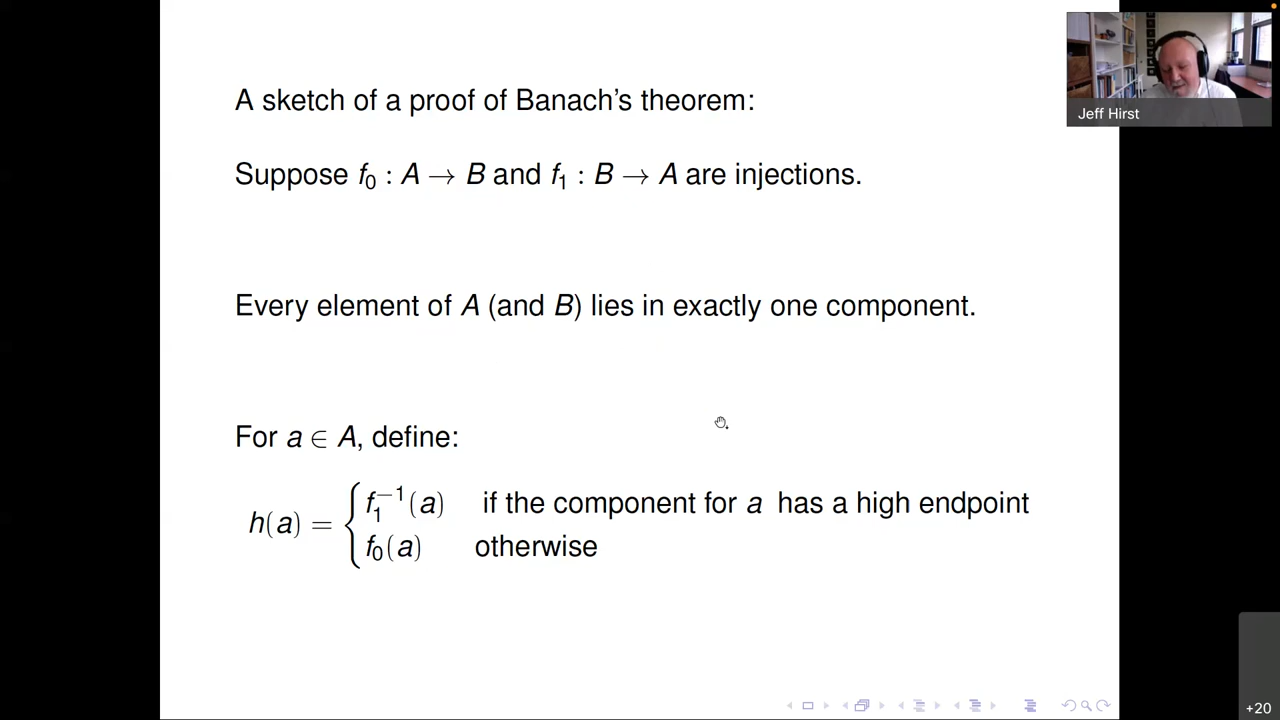 A sketch of a proof of Banach's theorem:
Jeff Hirst
Suppose f₀ : A → B and f₁ : B → A are injections.
Every element of A (and B) lies in exactly one component.
For a ∈ A, define:
h(a) = { f₁⁻¹(a) if the component for a has a high endpoint
f₀(a) otherwise
+20